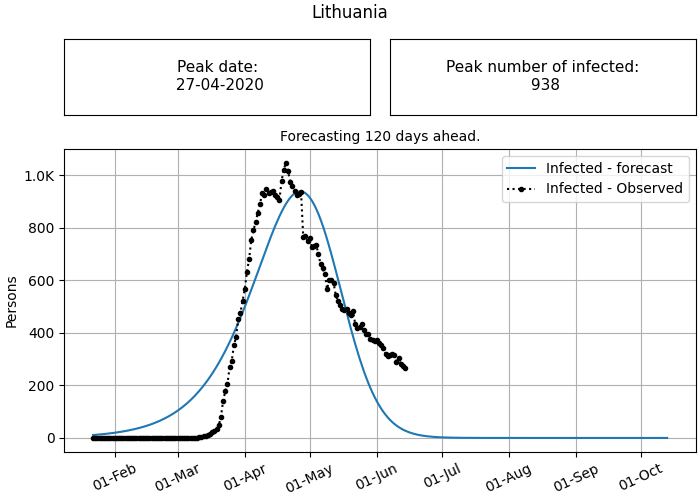 Lithuania
Peak date:
27-04-2020
Peak number of infected:
938
Forecasting 120 days ahead.
Infected - forecast
Infected - Observed
1.0K
800
600
400
200
0
Persons
01-Feb
01-Mar
01-Apr
01-May
01-Jun
01-Jul
01-Aug
01-Sep
01-Oct